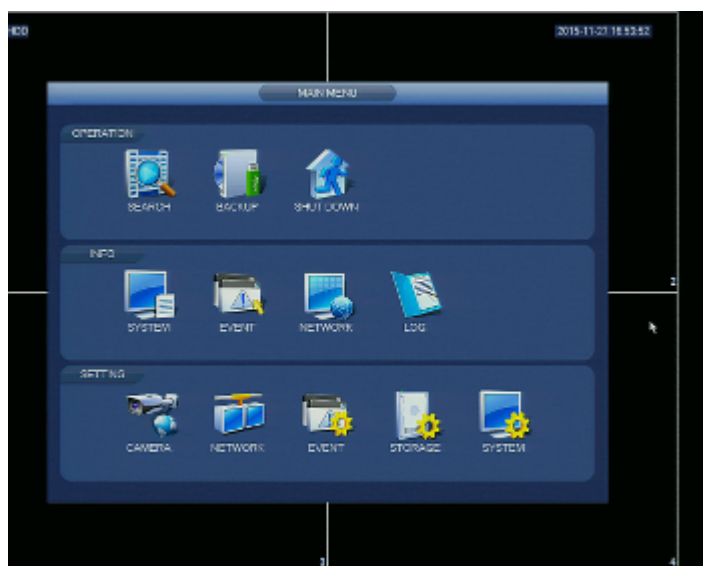 HDD
2015-11-27 16:53:52
MAIN MENU
OPERATION
SEARCH BACKUP SHUTDOWN
INFO
2
SYSTEM EVENT NETWORK LOG
SETTING
CAMERA NETWORK EVENT STORAGE SYSTEM
3 4